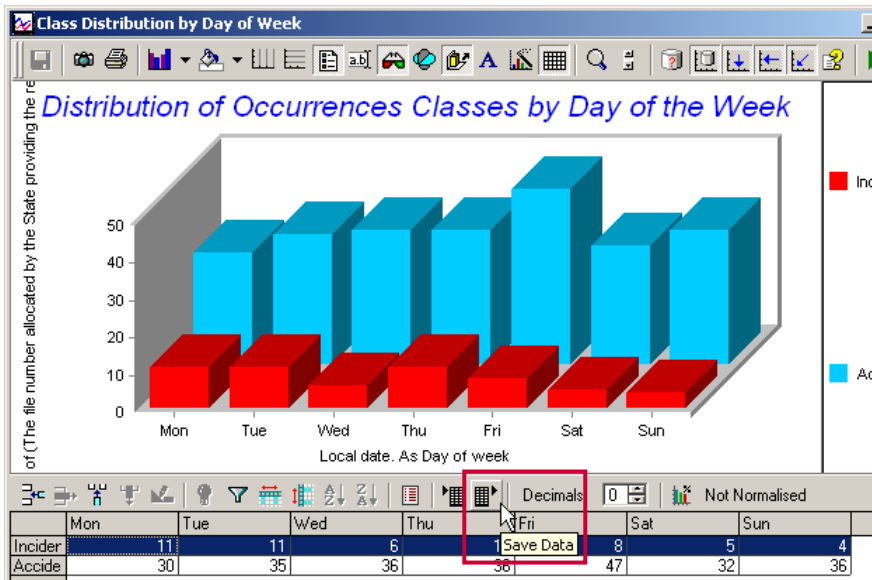 Class Distribution by Day of Week
a.b
A
Distribution of Occurrences Classes by Day of the Week
of (The file number allocated by the State providing the re
50
40
30
20
10
0
Mon Tue Wed Thu Fri Sat Sun
Local date. As Day of week
Inc
Ac
Decimals 0 Not Normalised
Mon Tue Wed Thu Fri Sat Sun
Incider 11 11 6 1 8 5 4
Save Data
Accide 30 35 36 36 47 32 36